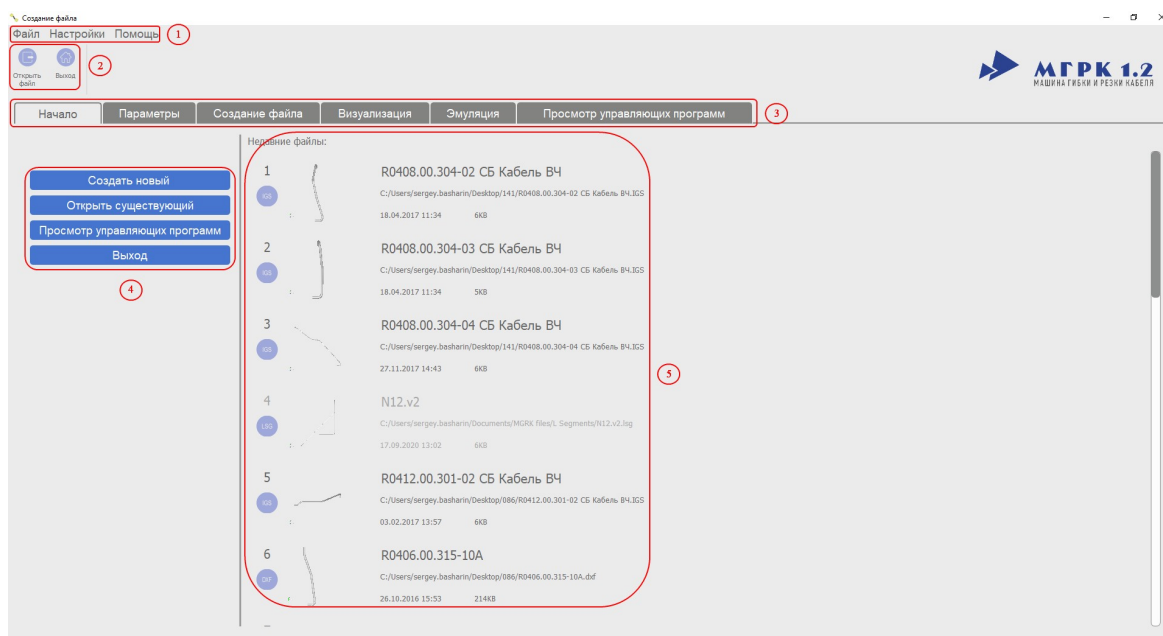 Создание файла
Файл Настройки Помощь
1
Открыть файл
Выход
2
МГРК 1.2
МАШИНА ГИБКИ И РЕЗКИ КАБЕЛЯ
Начало Параметры Создание файла Визуализация Эмуляция Просмотр управляющих программ
3
Создать новый
Открыть существующий
Просмотр управляющих программ
Выход
4
Недавние файлы:
1
IGS
R0408.00.304-02 СБ Кабель ВЧ
C:/Users/sergey.basharin/Desktop/141/R0408.00.304-02 СБ Кабель ВЧ.IGS
18.04.2017 11:34 6KB
2
IGS
R0408.00.304-03 СБ Кабель ВЧ
C:/Users/sergey.basharin/Desktop/141/R0408.00.304-03 СБ Кабель ВЧ.IGS
18.04.2017 11:34 5KB
3
IGS
R0408.00.304-04 СБ Кабель ВЧ
C:/Users/sergey.basharin/Desktop/141/R0408.00.304-04 СБ Кабель ВЧ.IGS
27.11.2017 14:43 6KB
5
4
LSG
N12.v2
C:/Users/sergey.basharin/Documents/MGRK files/L Segments/N12.v2.lsg
17.09.2020 13:02 6KB
5
IGS
R0412.00.301-02 СБ Кабель ВЧ
C:/Users/sergey.basharin/Desktop/086/R0412.00.301-02 СБ Кабель ВЧ.IGS
03.02.2017 13:57 6KB
6
DXF
R0406.00.315-10A
C:/Users/sergey.basharin/Desktop/086/R0406.00.315-10A.dxf
26.10.2016 15:53 214KB